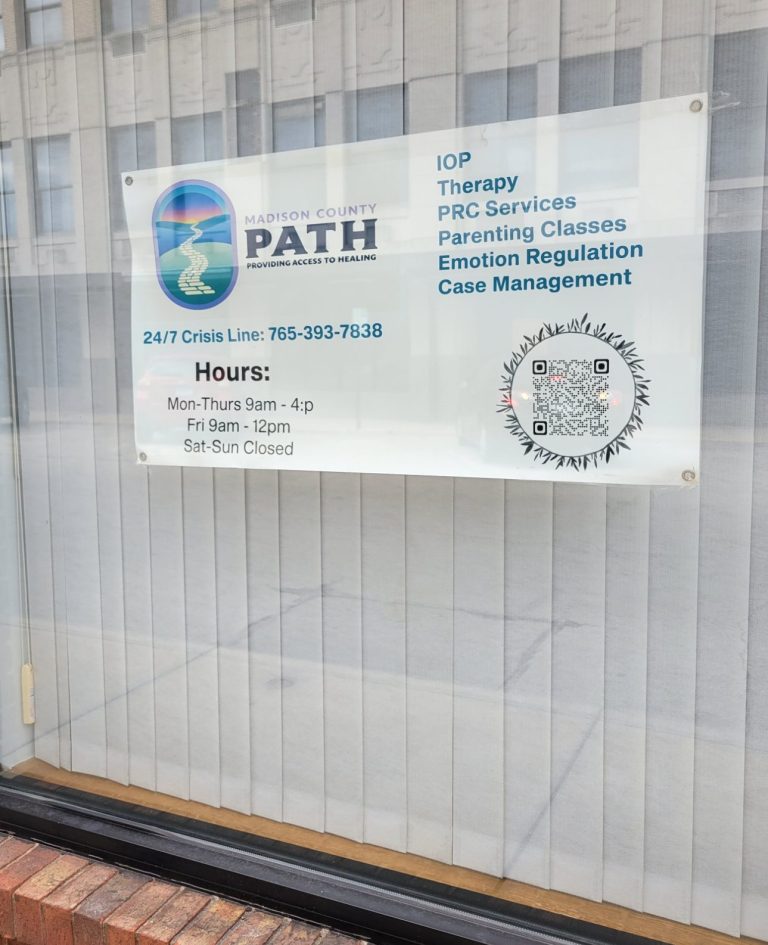 MADISON COUNTY
PATH
PROVIDING ACCESS TO HEALING
24/7 Crisis Line: 765-393-7838
Hours:
Mon-Thurs 9am - 4:p
Fri 9am - 12pm
Sat-Sun Closed
IOP
Therapy
PRC Services
Parenting Classes
Emotion Regulation
Case Management